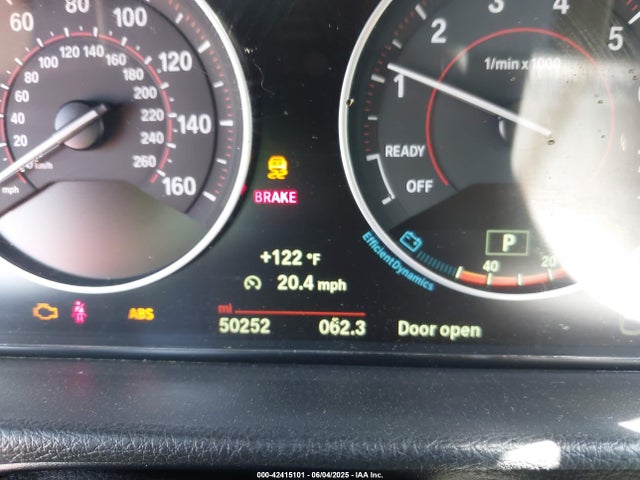 60 80 100
120
140
160
120 140 160
100 180
80 200
60 220
40 240
20 260
km/h
mph
BRAKE
+122 °F
20.4 mph
mi
50252 062.3
ABS
1 2 3 4 5
1/min x 1000
READY
OFF
P
40 20
EfficientDynamics
Door open
000-42415101 - 06/04/2025 - IAA Inc.